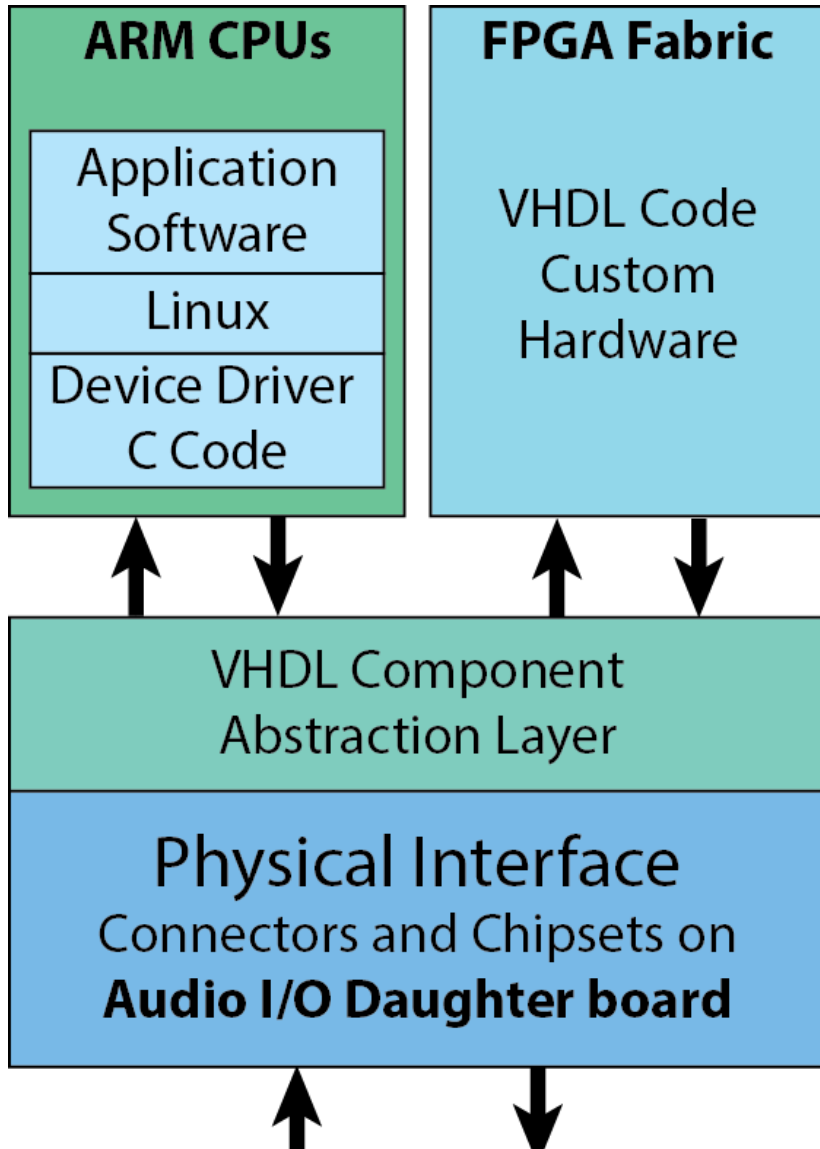 ARM CPUs
Application
Software
Linux
Device Driver
C Code
FPGA Fabric
VHDL Code
Custom
Hardware
VHDL Component
Abstraction Layer
Physical Interface
Connectors and Chipsets on
Audio I/O Daughter board